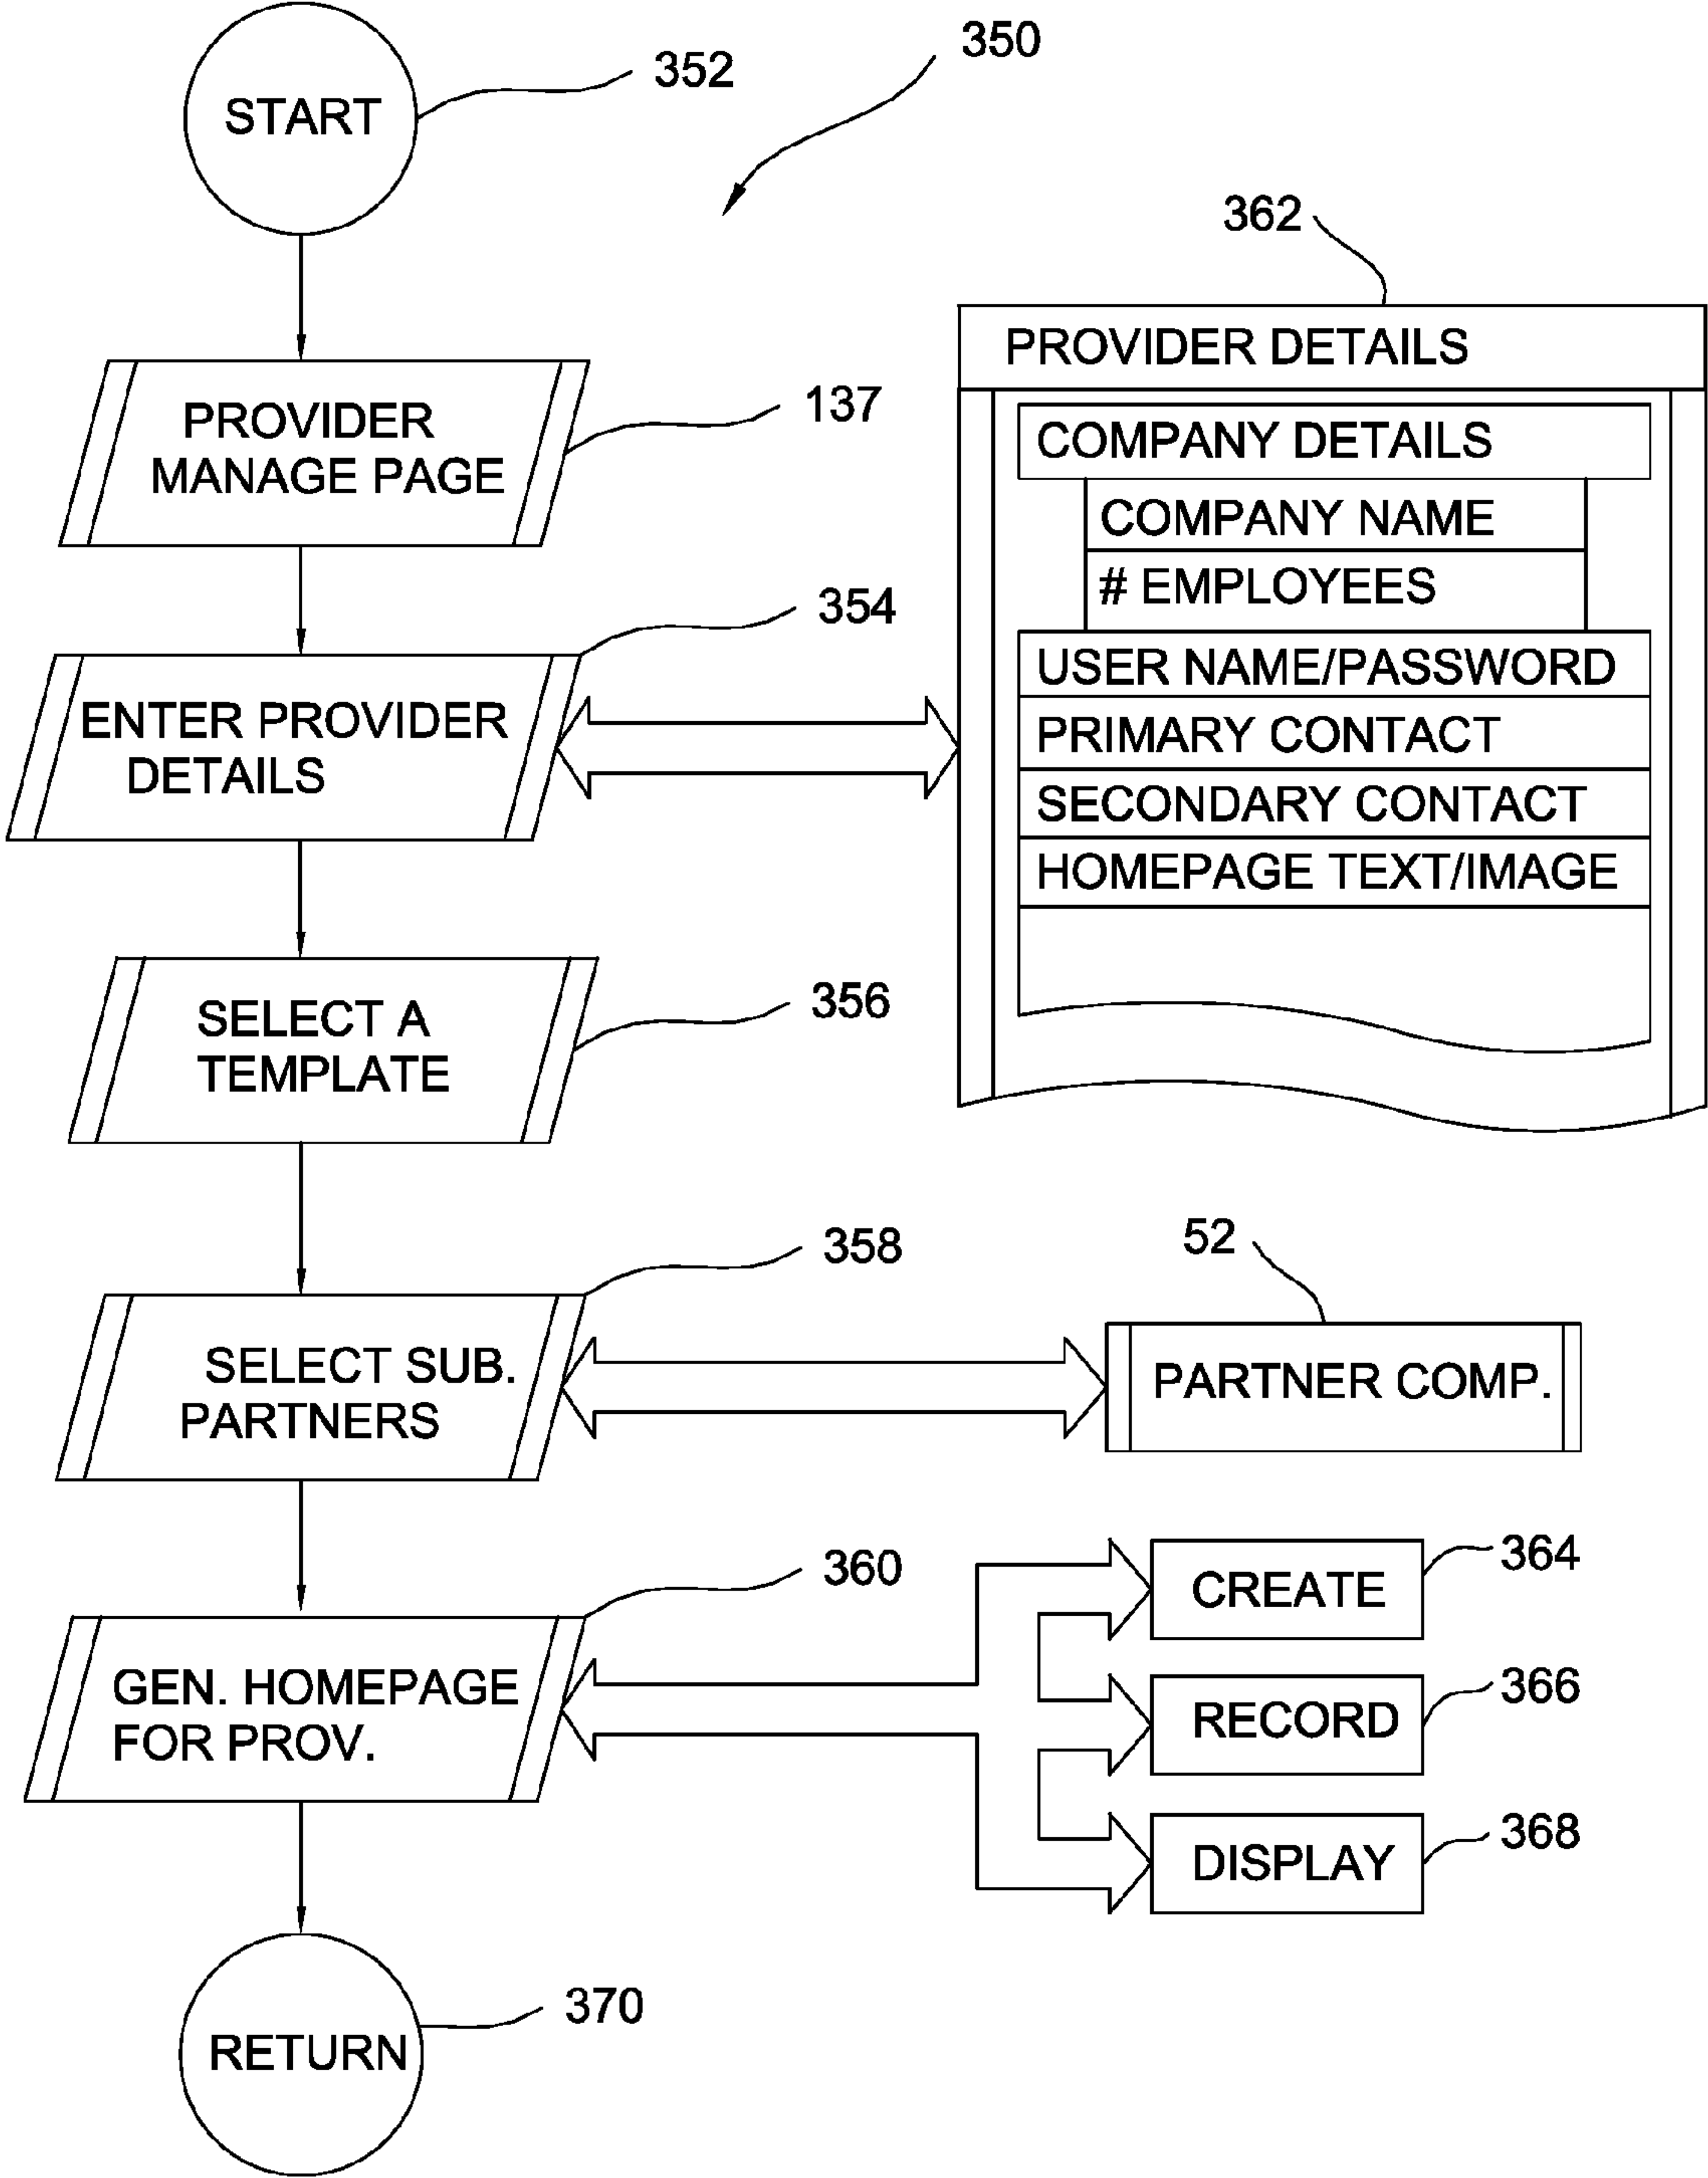 350
352
START
362
PROVIDER DETAILS
137
PROVIDER
MANAGE PAGE
COMPANY DETAILS
COMPANY NAME
# EMPLOYEES
354
USER NAME/PASSWORD
ENTER PROVIDER
DETAILS
PRIMARY CONTACT
SECONDARY CONTACT
HOMEPAGE TEXT/IMAGE
356
SELECT A
TEMPLATE
358
52
SELECT SUB.
PARTNERS
PARTNER COMP.
360
364
CREATE
GEN. HOMEPAGE
FOR PROV.
366
RECORD
368
DISPLAY
370
RETURN